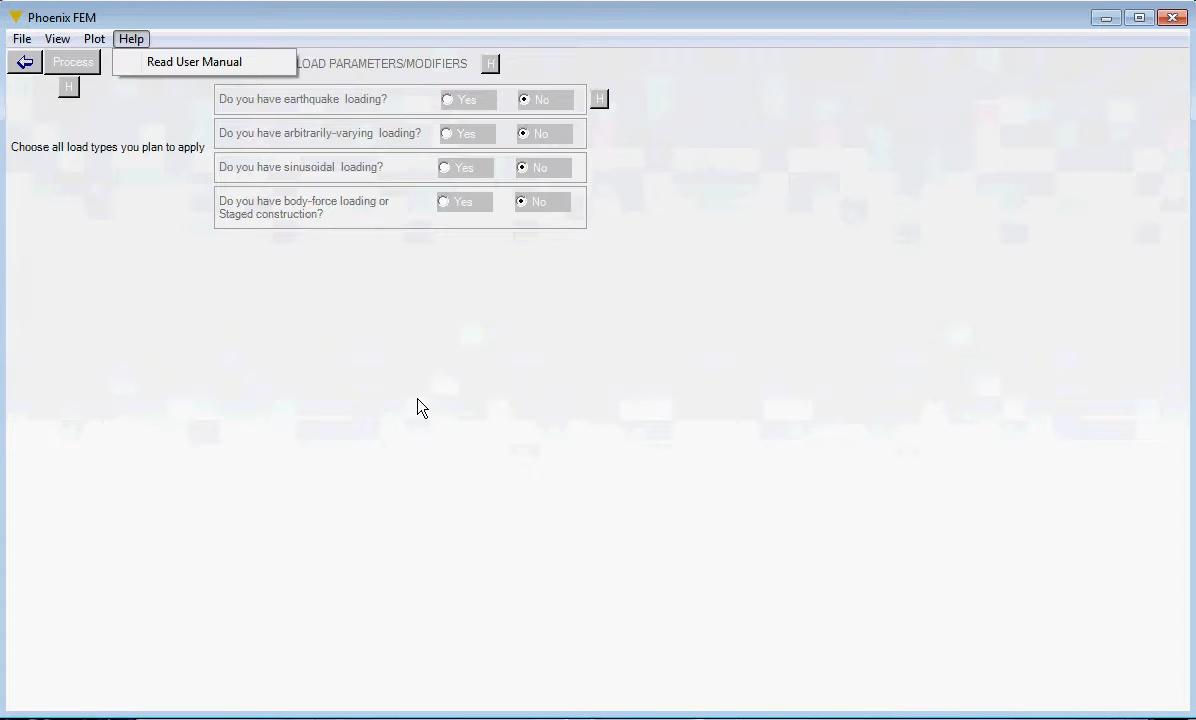 Phoenix FEM
File View Plot Help
Process
Read User Manual
LOAD PARAMETERS/MODIFIERS H
H
Do you have earthquake loading? Yes No H
Do you have arbitrarily-varying loading? Yes No
Choose all load types you plan to apply
Do you have sinusoidal loading? Yes No
Do you have body-force loading or Yes No
Staged construction?